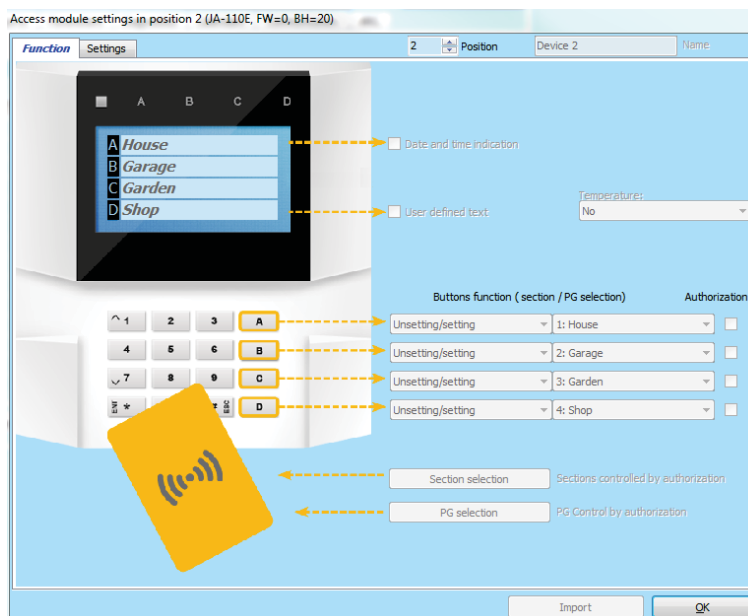 Access module settings in position 2 (JA-110E, FW=0, BH=20)
Function Settings 2 Position Device 2 Name:
A B C D
A House
B Garage
C Garden
D Shop
Date and time indication
User defined text
Temperature:
No
Buttons function ( section / PG selection) Authorization
1 2 3 A
Unsetting/setting 1: House
4 5 6 B
Unsetting/setting 2: Garage
7 8 9 C
Unsetting/setting 3: Garden
ENT * ESC D
Unsetting/setting 4: Shop
Section selection Sections controlled by authorization
PG selection PG Control by authorization
Import OK